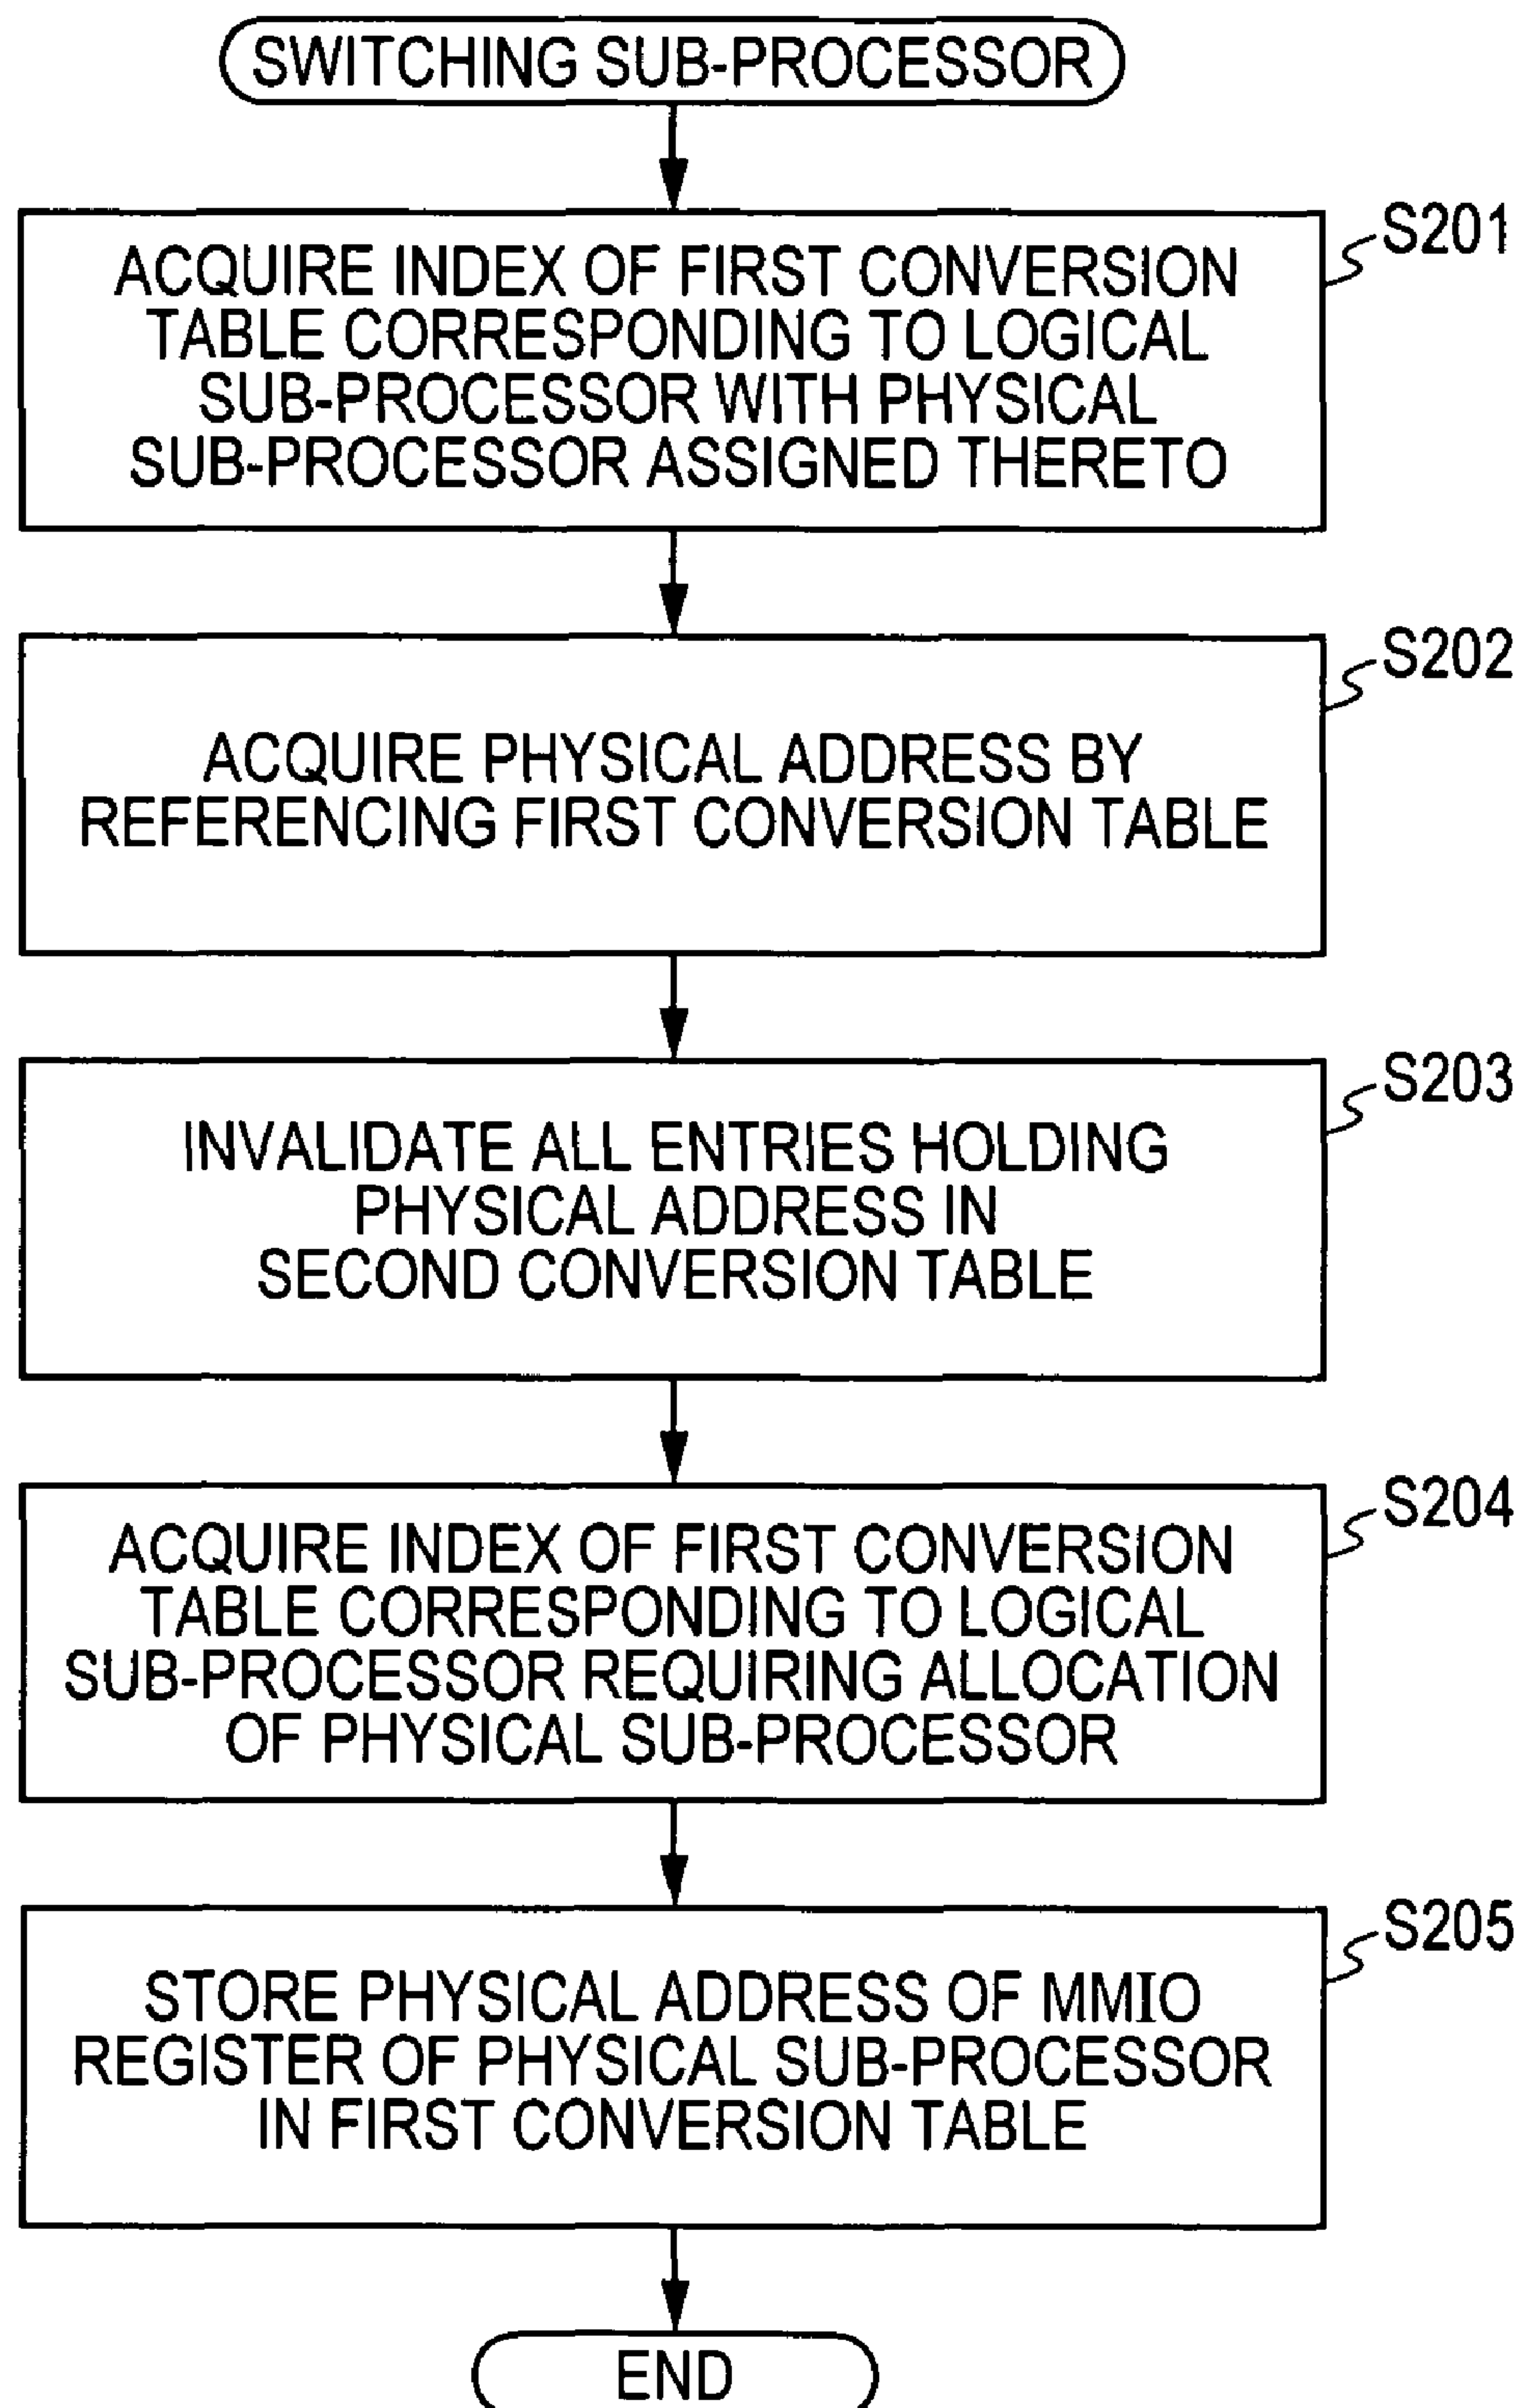 SWITCHING SUB-PROCESSOR
S201
ACQUIRE INDEX OF FIRST CONVERSION
TABLE CORRESPONDING TO LOGICAL
SUB-PROCESSOR WITH PHYSICAL
SUB-PROCESSOR ASSIGNED THERETO
S202
ACQUIRE PHYSICAL ADDRESS BY
REFERENCING FIRST CONVERSION TABLE
S203
INVALIDATE ALL ENTRIES HOLDING
PHYSICAL ADDRESS IN
SECOND CONVERSION TABLE
S204
ACQUIRE INDEX OF FIRST CONVERSION
TABLE CORRESPONDING TO LOGICAL
SUB-PROCESSOR REQUIRING ALLOCATION
OF PHYSICAL SUB-PROCESSOR
S205
STORE PHYSICAL ADDRESS OF MMIO
REGISTER OF PHYSICAL SUB-PROCESSOR
IN FIRST CONVERSION TABLE
END